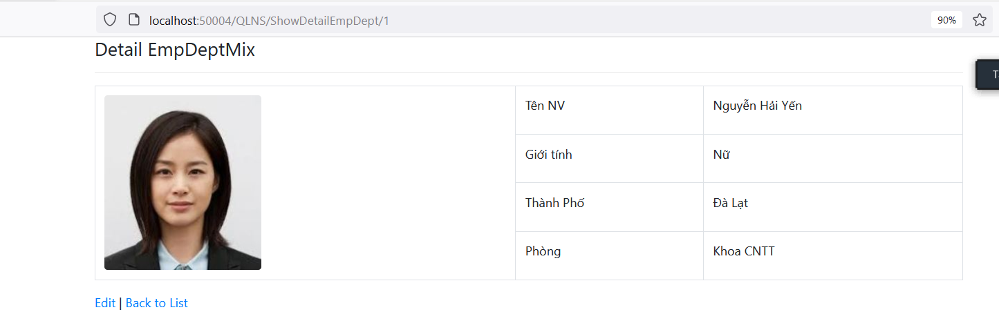 localhost:50004/QLNS/ShowDetailEmpDept/1
90%
Detail EmpDeptMix
Tên NV Nguyễn Hải Yến
Giới tính Nữ
Thành Phố Đà Lạt
Phòng Khoa CNTT
Edit | Back to List